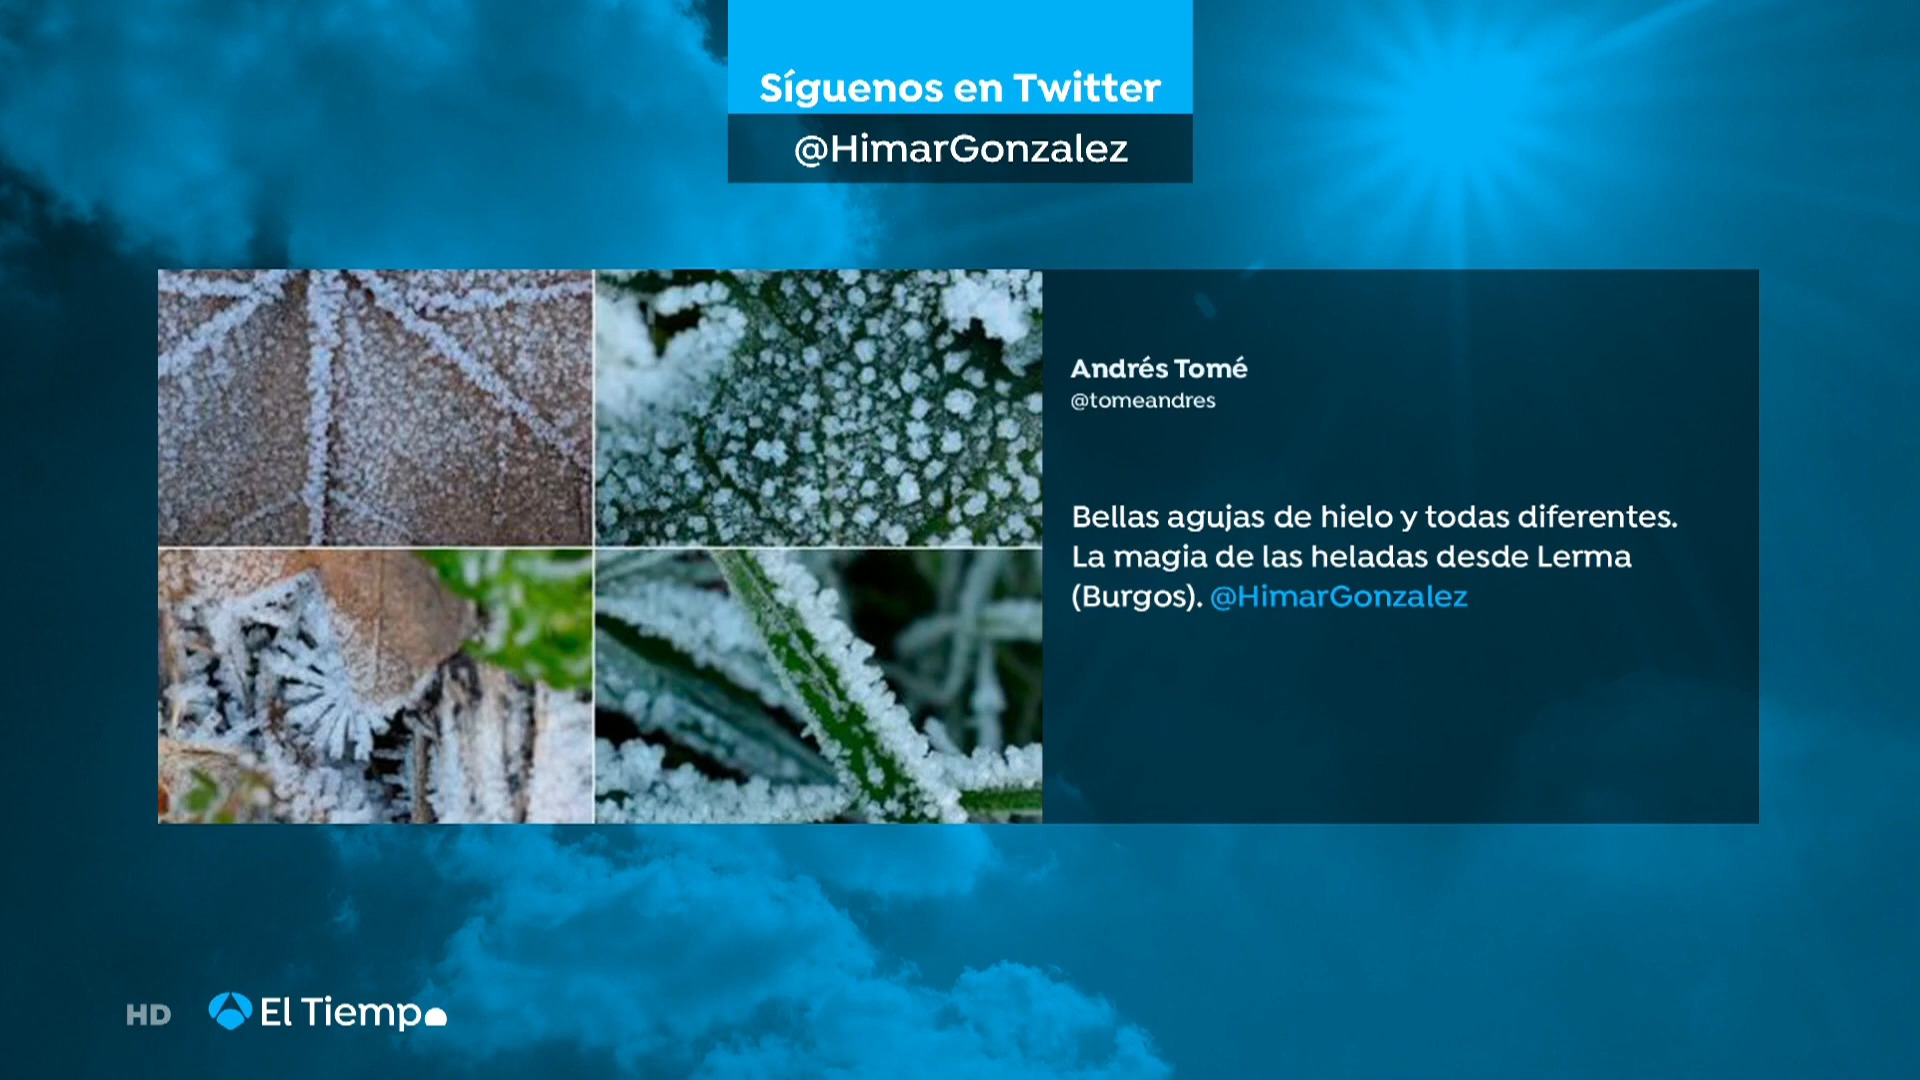 Síguenos en Twitter
@HimarGonzalez
Andrés Tomé
@tomeandres
Bellas agujas de hielo y todas diferentes.
La magia de las heladas desde Lerma
(Burgos). @HimarGonzalez
HD El Tiempo